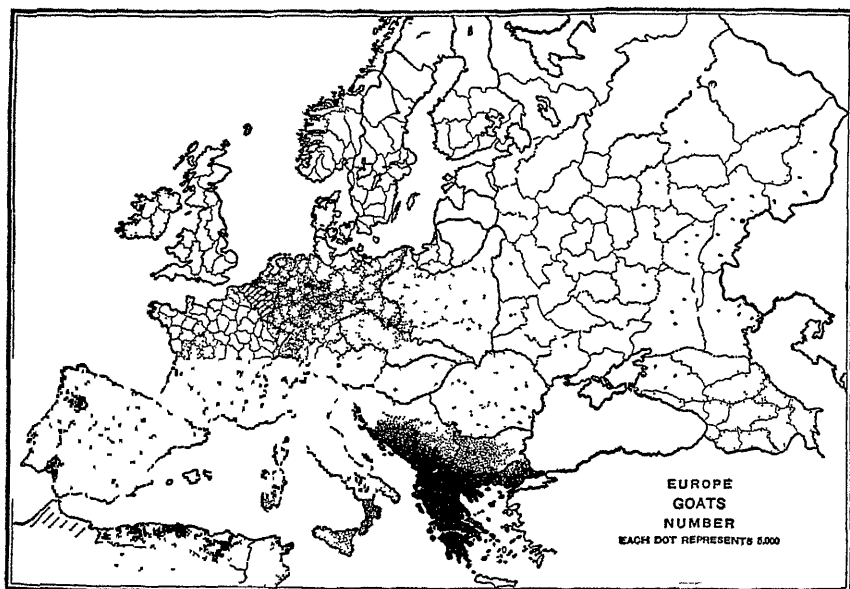 EUROPE
GOATS
NUMBER
EACH DOT REPRESENTS 5.000